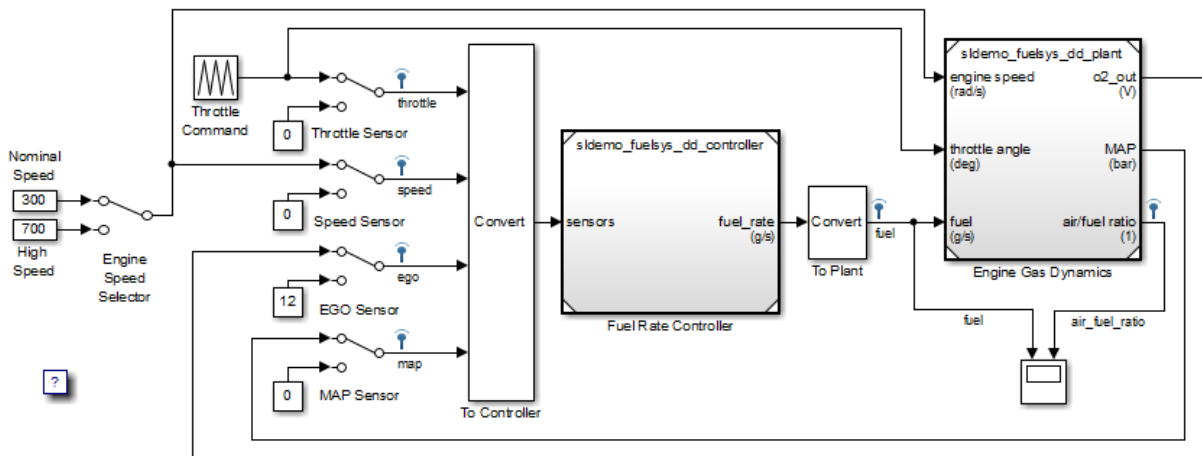 sldemo_fuelsys_dd_plant
engine speed
(rad/s)
o2_out
(V)
throttle angle
(deg)
MAP
(bar)
fuel
(g/s)
air/fuel ratio
(1)
Engine Gas Dynamics
Throttle
Command
throttle
0
Throttle Sensor
Nominal
Speed
300
700
High
Speed
Engine
Speed
Selector
speed
0
Speed Sensor
ego
12
EGO Sensor
map
0
MAP Sensor
Convert
To Controller
sldemo_fuelsys_dd_controller
sensors
fuel_rate
(g/s)
Fuel Rate Controller
Convert
To Plant
fuel
fuel
air_fuel_ratio
?